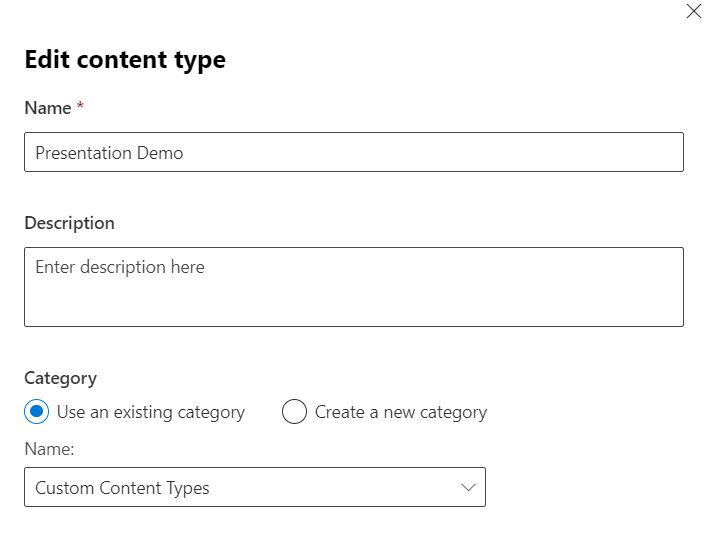 Edit content type
Name *
Presentation Demo
Description
Enter description here
Category
Use an existing category Create a new category
Name:
Custom Content Types